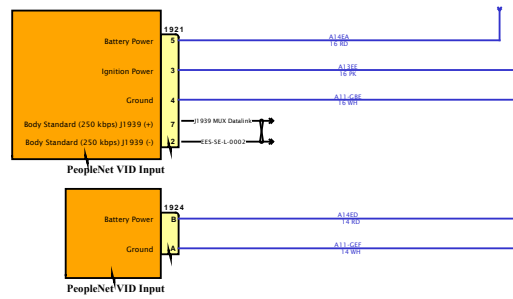 1921
Battery Power 5 A14EA
16 RD
Ignition Power 3 A13EE
16 PK
Ground 4 A11-GBE
16 WH
Body Standard (250 kbps) J1939 (+) 7 J1939 MUX Datalink
Body Standard (250 kbps) J1939 (-) 2 EES-SE-L-0002
PeopleNet VID Input
1924
Battery Power B A14ED
14 RD
Ground A A11-GEF
14 WH
PeopleNet VID Input